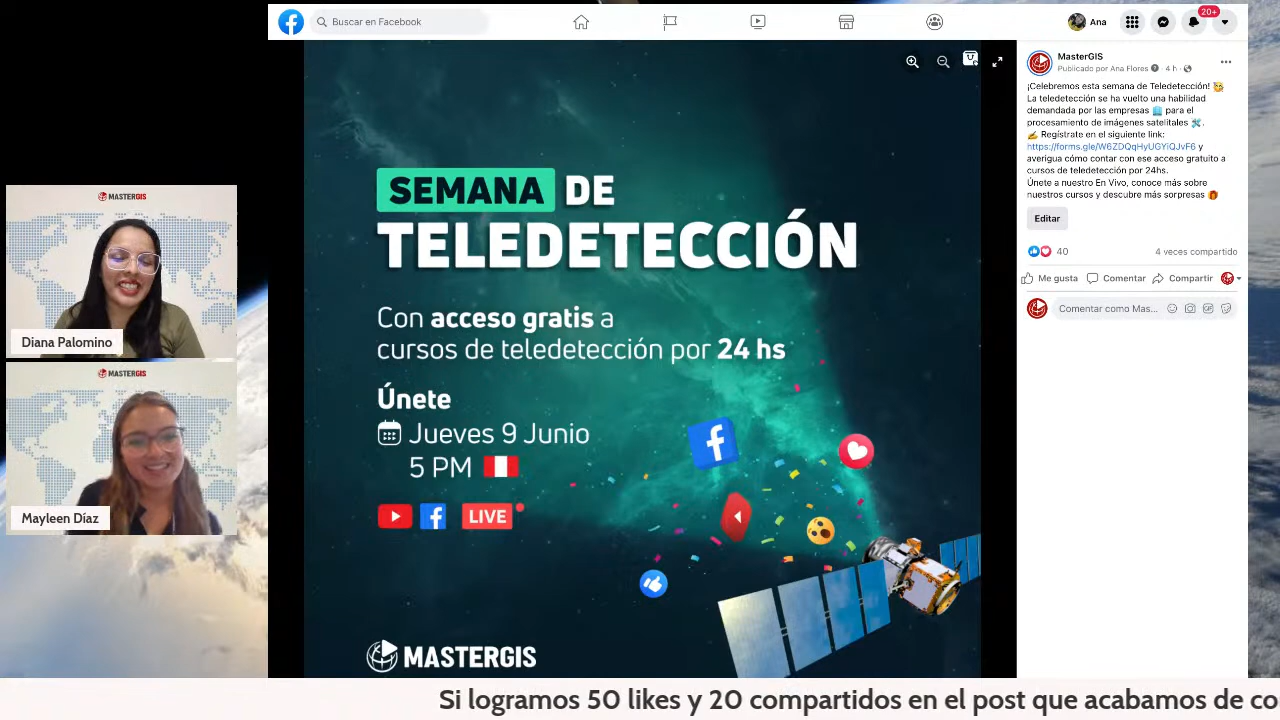 Buscar en Facebook
Ana
20+
MASTERGIS
Diana Palomino
MASTERGIS
Mayleen Díaz
SEMANA DE
TELEDETECCIÓN
Con acceso gratis a
cursos de teledetección por 24 hs
Únete
Jueves 9 Junio
5 PM
LIVE
MASTERGIS
MasterGIS
Publicado por Ana Flores · 4 h ·
¡Celebremos esta semana de Teledetección!
La teledetección se ha vuelto una habilidad
demandada por las empresas para el
procesamiento de imágenes satelitales .
Regístrate en el siguiente link:
https://forms.gle/W6ZDQqHyUGYiQJvF6 y
averigua cómo contar con ese acceso gratuito a
cursos de teledetección por 24hs.
Únete a nuestro En Vivo, conoce más sobre
nuestros cursos y descubre más sorpresas
Editar
40
4 veces compartido
Me gusta
Comentar
Compartir
Comentar como Mas...
Si logramos 50 likes y 20 compartidos en el post que acabamos de co